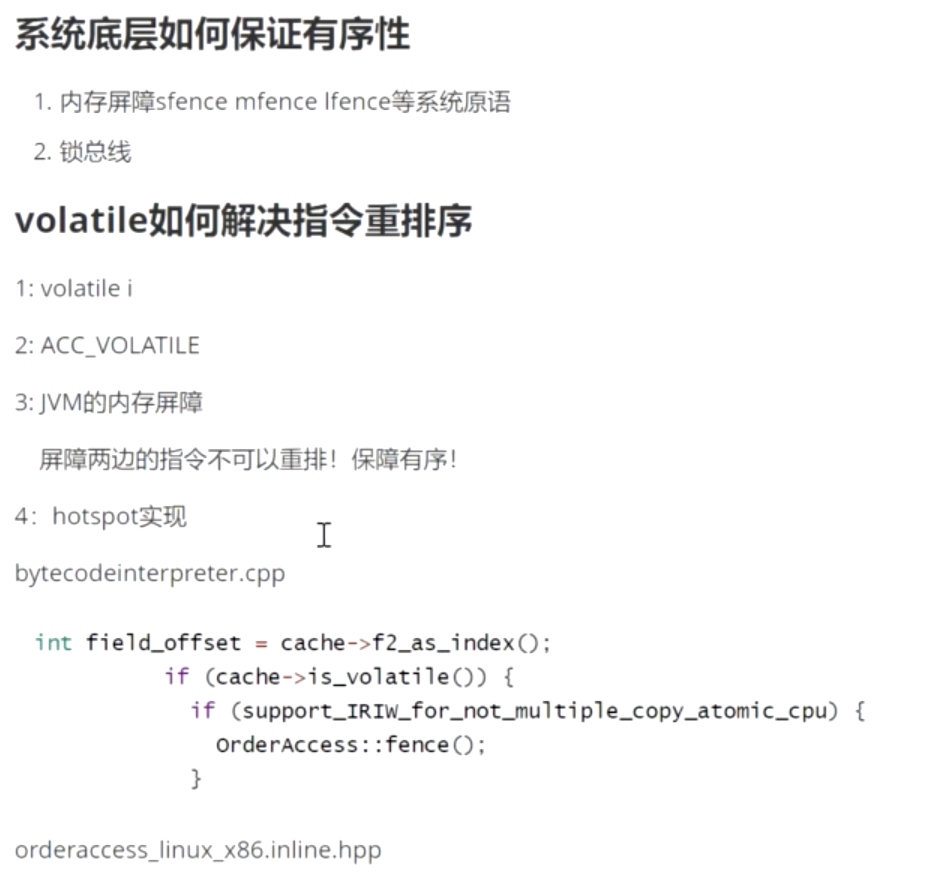 系统底层如何保证有序性
1. 内存屏障sfence mfence lfence等系统原语
2. 锁总线
volatile如何解决指令重排序
1: volatile i
2: ACC_VOLATILE
3: JVM的内存屏障
屏障两边的指令不可以重排！保障有序！
4：hotspot实现
bytecodeinterpreter.cpp
int field_offset = cache->f2_as_index();
if (cache->is_volatile()) {
if (support_IRIW_for_not_multiple_copy_atomic_cpu) {
OrderAccess::fence();
}
orderaccess_linux_x86.inline.hpp